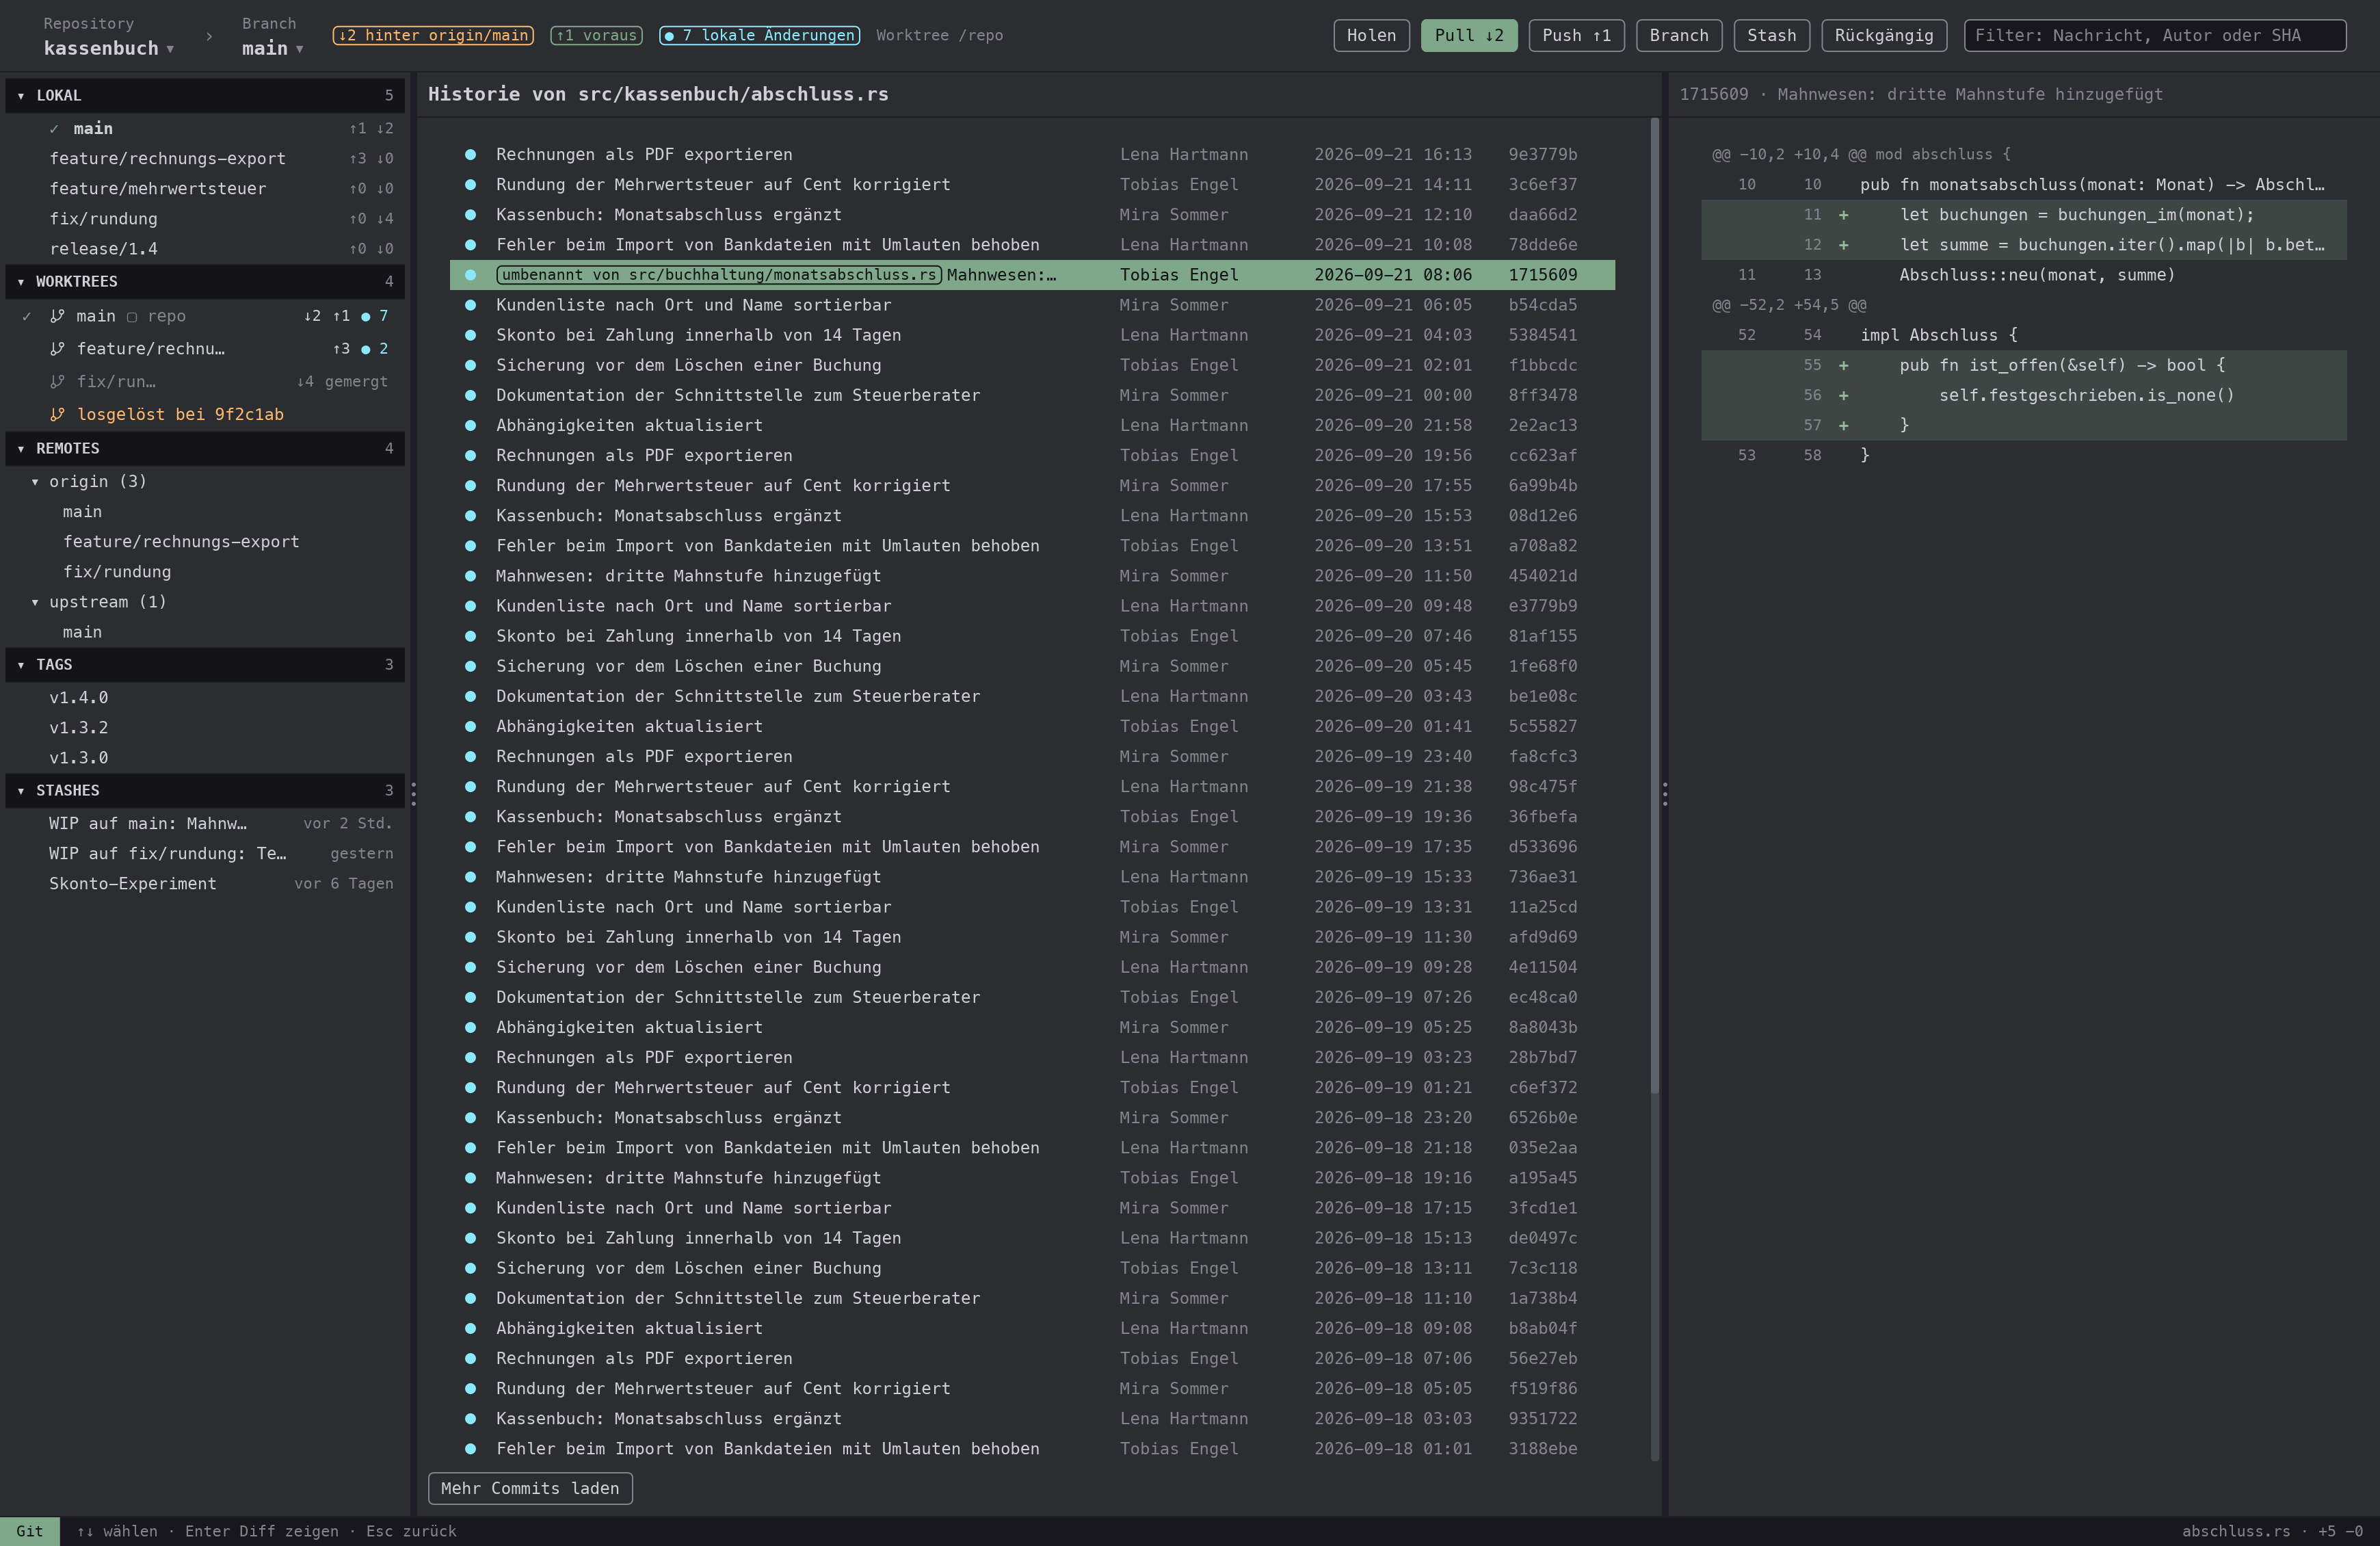 Repository
kassenbuch ▾
›
Branch
main ▾
↓2 hinter origin/main
↑1 voraus
● 7 lokale Änderungen
Worktree /repo
Holen
Pull ↓2
Push ↑1
Branch
Stash
Rückgängig
Filter: Nachricht, Autor oder SHA
▾ LOKAL 5
✓ main ↑1 ↓2
feature/rechnungs-export ↑3 ↓0
feature/mehrwertsteuer ↑0 ↓0
fix/rundung ↑0 ↓4
release/1.4 ↑0 ↓0
▾ WORKTREES 4
✓ main ▢ repo ↓2 ↑1 ● 7
feature/rechnu… ↑3 ● 2
fix/run… ↓4 gemergt
losgelöst bei 9f2c1ab
▾ REMOTES 4
▾ origin (3)
main
feature/rechnungs-export
fix/rundung
▾ upstream (1)
main
▾ TAGS 3
v1.4.0
v1.3.2
v1.3.0
▾ STASHES 3
WIP auf main: Mahnw… vor 2 Std.
WIP auf fix/rundung: Te… gestern
Skonto-Experiment vor 6 Tagen
Historie von src/kassenbuch/abschluss.rs
Rechnungen als PDF exportieren Lena Hartmann 2026-09-21 16:13 9e3779b
Rundung der Mehrwertsteuer auf Cent korrigiert Tobias Engel 2026-09-21 14:11 3c6ef37
Kassenbuch: Monatsabschluss ergänzt Mira Sommer 2026-09-21 12:10 daa66d2
Fehler beim Import von Bankdateien mit Umlauten behoben Lena Hartmann 2026-09-21 10:08 78dde6e
umbenannt von src/buchhaltung/monatsabschluss.rs Mahnwesen:… Tobias Engel 2026-09-21 08:06 1715609
Kundenliste nach Ort und Name sortierbar Mira Sommer 2026-09-21 06:05 b54cda5
Skonto bei Zahlung innerhalb von 14 Tagen Lena Hartmann 2026-09-21 04:03 5384541
Sicherung vor dem Löschen einer Buchung Tobias Engel 2026-09-21 02:01 f1bbcdc
Dokumentation der Schnittstelle zum Steuerberater Mira Sommer 2026-09-21 00:00 8ff3478
Abhängigkeiten aktualisiert Lena Hartmann 2026-09-20 21:58 2e2ac13
Rechnungen als PDF exportieren Tobias Engel 2026-09-20 19:56 cc623af
Rundung der Mehrwertsteuer auf Cent korrigiert Mira Sommer 2026-09-20 17:55 6a99b4b
Kassenbuch: Monatsabschluss ergänzt Lena Hartmann 2026-09-20 15:53 08d12e6
Fehler beim Import von Bankdateien mit Umlauten behoben Tobias Engel 2026-09-20 13:51 a708a82
Mahnwesen: dritte Mahnstufe hinzugefügt Mira Sommer 2026-09-20 11:50 454021d
Kundenliste nach Ort und Name sortierbar Lena Hartmann 2026-09-20 09:48 e3779b9
Skonto bei Zahlung innerhalb von 14 Tagen Tobias Engel 2026-09-20 07:46 81af155
Sicherung vor dem Löschen einer Buchung Mira Sommer 2026-09-20 05:45 1fe68f0
Dokumentation der Schnittstelle zum Steuerberater Lena Hartmann 2026-09-20 03:43 be1e08c
Abhängigkeiten aktualisiert Tobias Engel 2026-09-20 01:41 5c55827
Rechnungen als PDF exportieren Mira Sommer 2026-09-19 23:40 fa8cfc3
Rundung der Mehrwertsteuer auf Cent korrigiert Lena Hartmann 2026-09-19 21:38 98c475f
Kassenbuch: Monatsabschluss ergänzt Tobias Engel 2026-09-19 19:36 36fbefa
Fehler beim Import von Bankdateien mit Umlauten behoben Mira Sommer 2026-09-19 17:35 d533696
Mahnwesen: dritte Mahnstufe hinzugefügt Lena Hartmann 2026-09-19 15:33 736ae31
Kundenliste nach Ort und Name sortierbar Tobias Engel 2026-09-19 13:31 11a25cd
Skonto bei Zahlung innerhalb von 14 Tagen Mira Sommer 2026-09-19 11:30 afd9d69
Sicherung vor dem Löschen einer Buchung Lena Hartmann 2026-09-19 09:28 4e11504
Dokumentation der Schnittstelle zum Steuerberater Tobias Engel 2026-09-19 07:26 ec48ca0
Abhängigkeiten aktualisiert Mira Sommer 2026-09-19 05:25 8a8043b
Rechnungen als PDF exportieren Lena Hartmann 2026-09-19 03:23 28b7bd7
Rundung der Mehrwertsteuer auf Cent korrigiert Tobias Engel 2026-09-19 01:21 c6ef372
Kassenbuch: Monatsabschluss ergänzt Mira Sommer 2026-09-18 23:20 6526b0e
Fehler beim Import von Bankdateien mit Umlauten behoben Lena Hartmann 2026-09-18 21:18 035e2aa
Mahnwesen: dritte Mahnstufe hinzugefügt Tobias Engel 2026-09-18 19:16 a195a45
Kundenliste nach Ort und Name sortierbar Mira Sommer 2026-09-18 17:15 3fcd1e1
Skonto bei Zahlung innerhalb von 14 Tagen Lena Hartmann 2026-09-18 15:13 de0497c
Sicherung vor dem Löschen einer Buchung Tobias Engel 2026-09-18 13:11 7c3c118
Dokumentation der Schnittstelle zum Steuerberater Mira Sommer 2026-09-18 11:10 1a738b4
Abhängigkeiten aktualisiert Lena Hartmann 2026-09-18 09:08 b8ab04f
Rechnungen als PDF exportieren Tobias Engel 2026-09-18 07:06 56e27eb
Rundung der Mehrwertsteuer auf Cent korrigiert Mira Sommer 2026-09-18 05:05 f519f86
Kassenbuch: Monatsabschluss ergänzt Lena Hartmann 2026-09-18 03:03 9351722
Fehler beim Import von Bankdateien mit Umlauten behoben Tobias Engel 2026-09-18 01:01 3188ebe
Mehr Commits laden
1715609 · Mahnwesen: dritte Mahnstufe hinzugefügt
@@ -10,2 +10,4 @@ mod abschluss {
10 10 pub fn monatsabschluss(monat: Monat) -> Abschl…
11 + let buchungen = buchungen_im(monat);
12 + let summe = buchungen.iter().map(|b| b.bet…
11 13 Abschluss::neu(monat, summe)
@@ -52,2 +54,5 @@
52 54 impl Abschluss {
55 + pub fn ist_offen(&self) -> bool {
56 + self.festgeschrieben.is_none()
57 + }
53 58 }
Git
↑↓ wählen · Enter Diff zeigen · Esc zurück
abschluss.rs · +5 −0